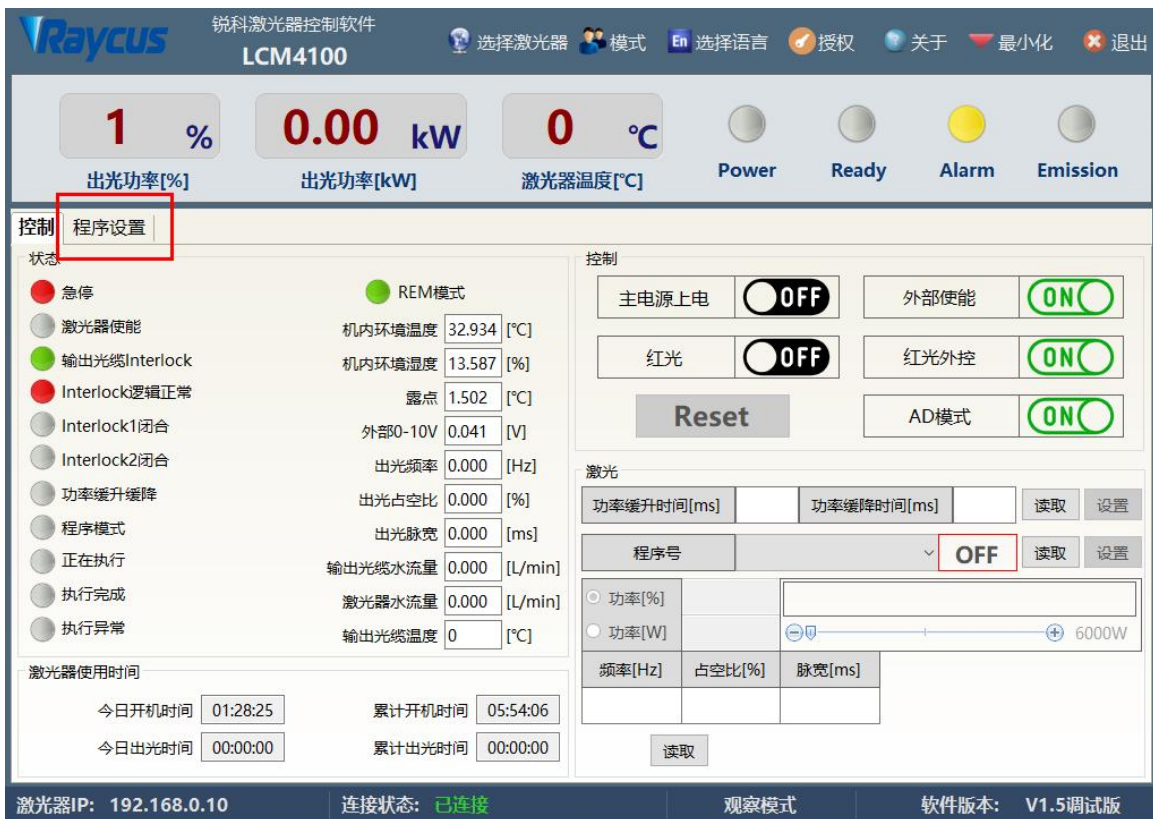 Raycus 锐科激光器控制软件 LCM4100 选择激光器 模式 En 选择语言 授权 关于 最小化 退出
1 % 0.00 kW 0 ℃
出光功率[%] 出光功率[kW] 激光器温度[℃] Power Ready Alarm Emission
控制 程序设置
状态
急停 REM模式
激光器使能 机内环境温度 32.934 [℃]
输出光缆Interlock 机内环境湿度 13.587 [%]
Interlock逻辑正常 露点 1.502 [℃]
Interlock1闭合 外部0-10V 0.041 [V]
Interlock2闭合 出光频率 0.000 [Hz]
功率缓升缓降 出光占空比 0.000 [%]
程序模式 出光脉宽 0.000 [ms]
正在执行 输出光缆水流量 0.000 [L/min]
执行完成 激光器水流量 0.000 [L/min]
执行异常 输出光缆温度 0 [℃]
激光器使用时间
今日开机时间 01:28:25 累计开机时间 05:54:06
今日出光时间 00:00:00 累计出光时间 00:00:00
控制
主电源上电 OFF 外部使能 ON
红光 OFF 红光外控 ON
Reset AD模式 ON
激光
功率缓升时间[ms] 功率缓降时间[ms] 读取 设置
程序号 OFF 读取 设置
功率[%]
功率[W] 6000W
频率[Hz] 占空比[%] 脉宽[ms]
读取
激光器IP: 192.168.0.10 连接状态: 已连接 观察模式 软件版本: V1.5调试版